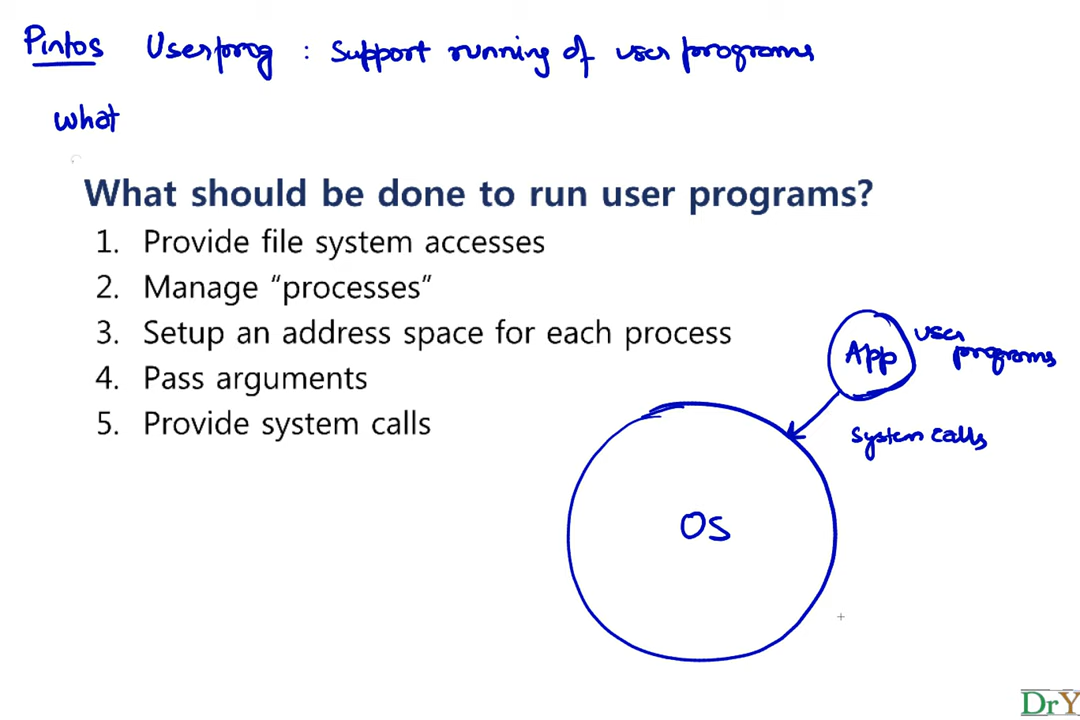 Pintos Userprog : Support running of user programs
what
What should be done to run user programs?
1. Provide file system accesses
2. Manage “processes”
3. Setup an address space for each process
4. Pass arguments
5. Provide system calls
App
user programs
System calls
OS
DrY